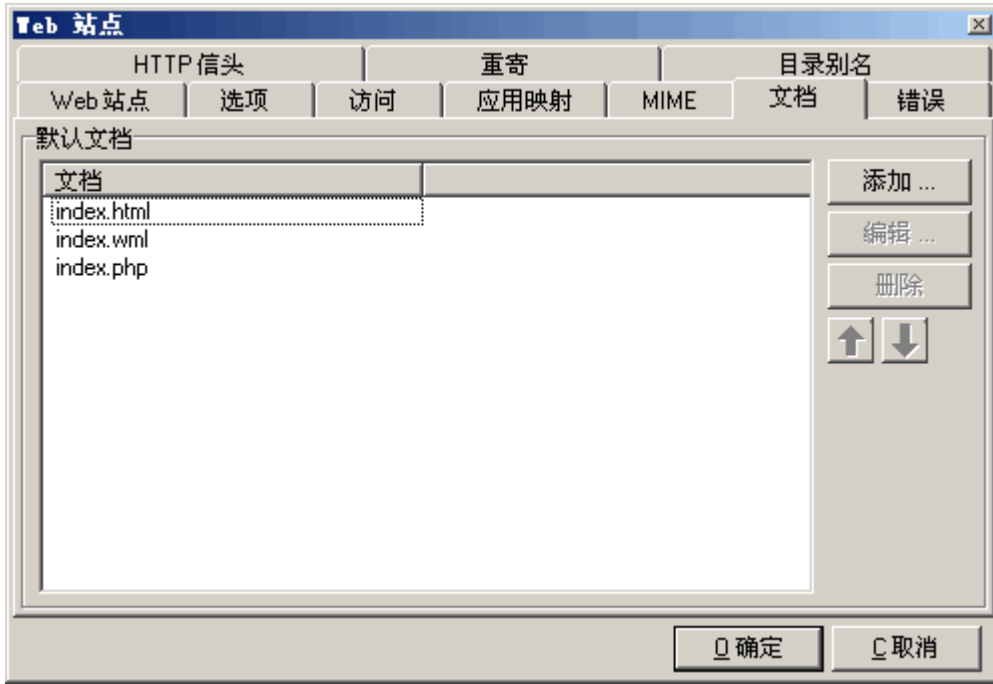 Web 站点
HTTP 信头 重寄 目录别名
Web 站点 选项 访问 应用映射 MIME 文档 错误
默认文档
文档
index.html
index.wml
index.php
添加 ...
编辑 ...
删除
O 确定 C 取消